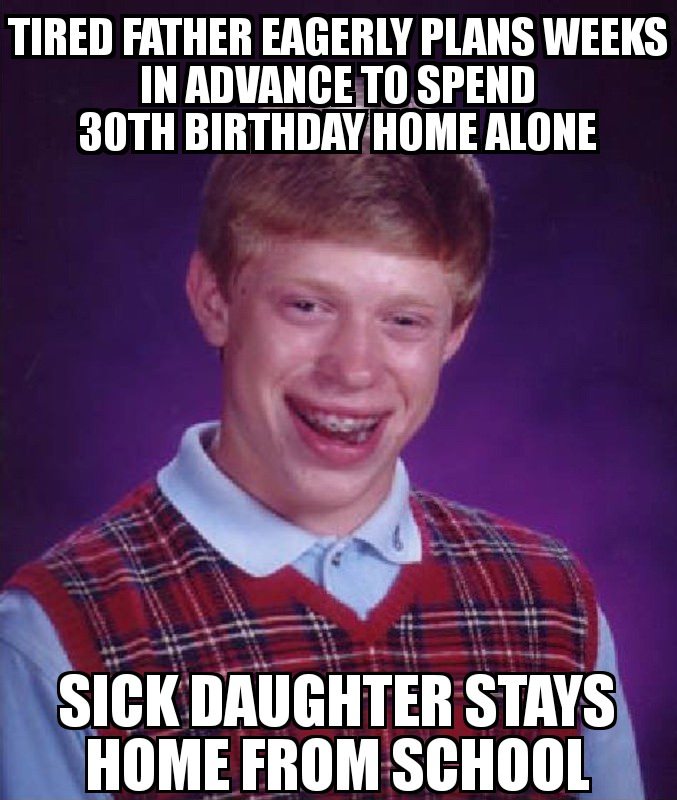 TIRED FATHER EAGERLY PLANS WEEKS
IN ADVANCE TO SPEND
30TH BIRTHDAY HOME ALONE
SICK DAUGHTER STAYS
HOME FROM SCHOOL